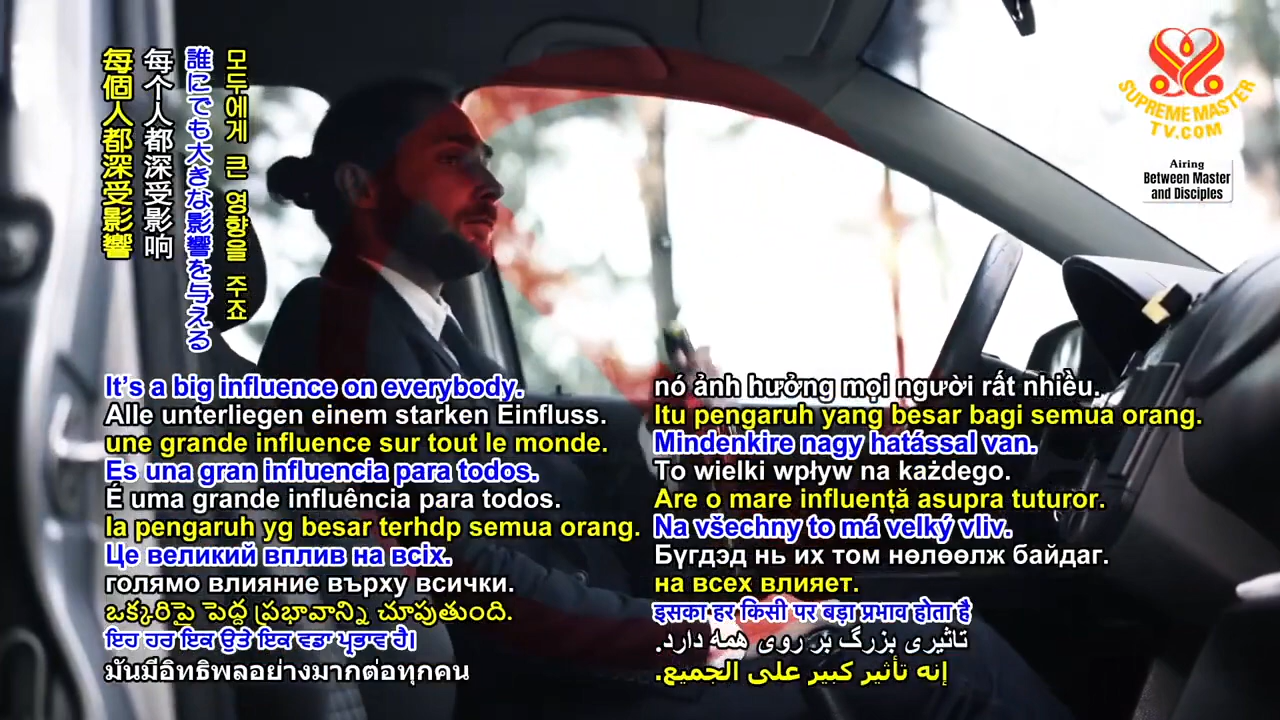 每個人都深受影響
每个人都深受影响
誰にでも大きな影響を与える
모두에게 큰 영향을 주죠
SUPREME MASTER
TV.COM
Airing
Between Master
and Disciples
It's a big influence on everybody.
Alle unterliegen einem starken Einfluss.
une grande influence sur tout le monde.
Es una gran influencia para todos.
É uma grande influência para todos.
Ia pengaruh yg besar terhdp semua orang.
Це великий вплив на всіх.
голямо влияние върху всички.
ఒక్కరిపై పెద్ద ప్రభావాన్ని చూపుతుంది.
ਇਹ ਹਰ ਇਕ ਉਤੇ ਇਕ ਵਡਾ ਪ੍ਰਭਾਵ ਹੈ।
มันมีอิทธิพลอย่างมากต่อทุกคน
nó ảnh hưởng mọi người rất nhiều.
Itu pengaruh yang besar bagi semua orang.
Mindenkire nagy hatással van.
To wielki wpływ na każdego.
Are o mare influență asupra tuturor.
Na všechny to má velký vliv.
Бүгдэд нь их том нөлөөлж байдаг.
на всех влияет.
इसका हर किसी पर बड़ा प्रभाव होता है
تاثیری بزرگ بر روی همه دارد.
إنه تأثير كبير على الجميع.